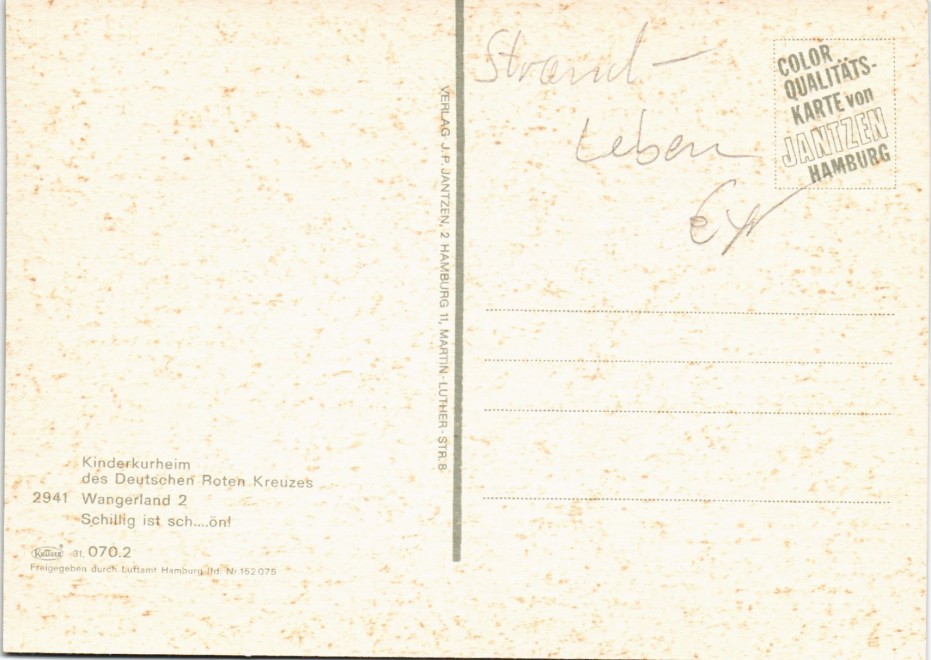 Kinderkurheim
des Deutschen Roten Kreuzes
2941 Wangerland 2
Schillig ist sch....ön!
31. 070.2
Freigegeben durch Luftamt Hamburg lfd. Nr. 152075
VERLAG J.P. JANTZEN, 2 HAMBURG 11, MARTIN-LUTHER-STR. 8
Strand-
Leben
COLOR
QUALITÄTS-
KARTE von
JANTZEN
HAMBURG